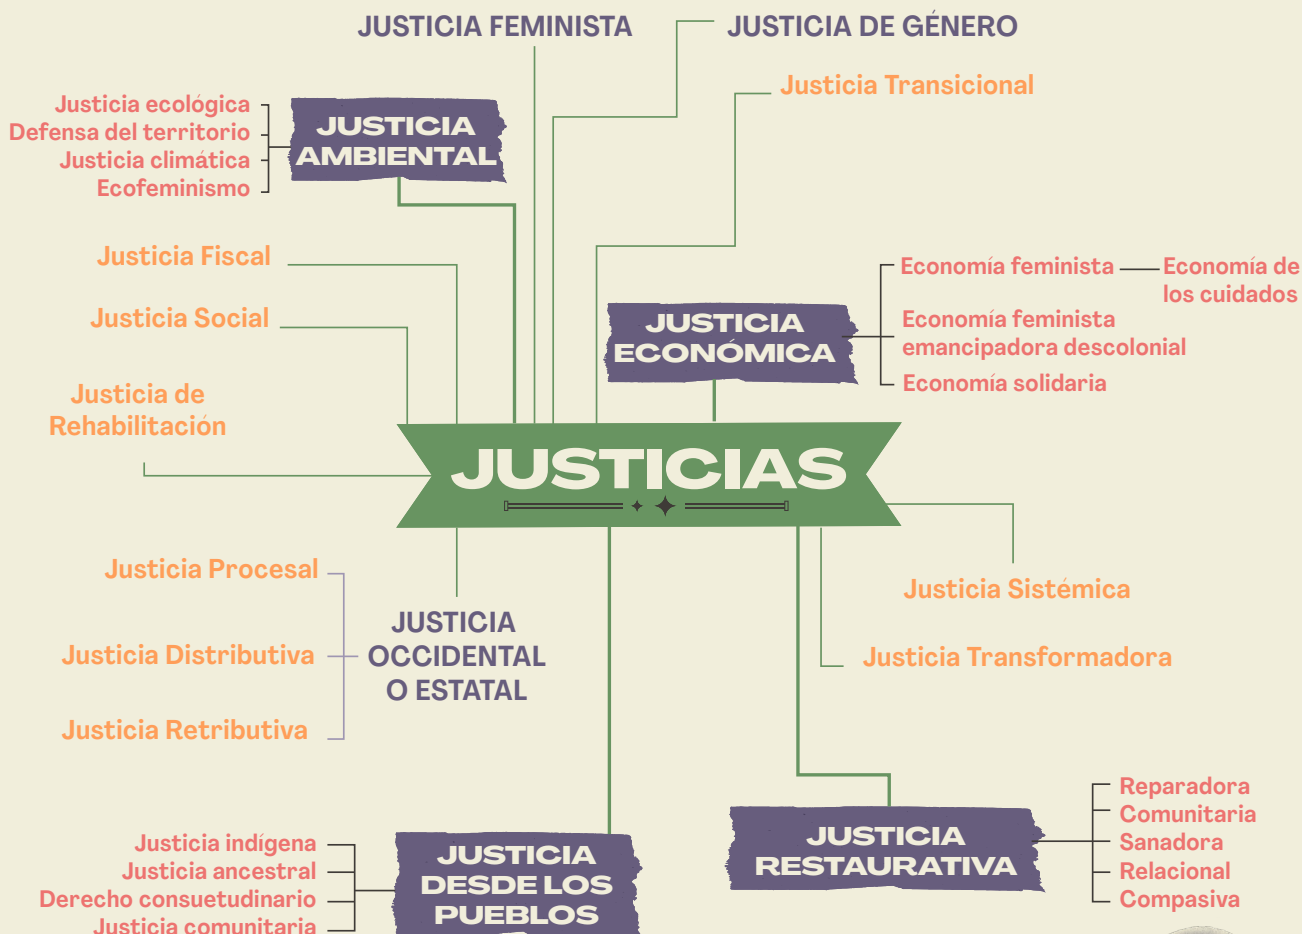 JUSTICIA FEMINISTA
JUSTICIA DE GÉNERO
Justicia Transicional
Justicia ecológica
Defensa del territorio
Justicia climática
Ecofeminismo
JUSTICIA
AMBIENTAL
Justicia Fiscal
Justicia Social
Justicia de
Rehabilitación
JUSTICIA
ECONÓMICA
Economía feminista
Economía de
los cuidados
Economía feminista
emancipadora descolonial
Economía solidaria
JUSTICIAS
Justicia Procesal
Justicia Distributiva
Justicia Retributiva
JUSTICIA
OCCIDENTAL
O ESTATAL
Justicia Sistémica
Justicia Transformadora
Justicia indígena
Justicia ancestral
Derecho consuetudinario
Justicia comunitaria
JUSTICIA
DESDE LOS
PUEBLOS
JUSTICIA
RESTAURATIVA
Reparadora
Comunitaria
Sanadora
Relacional
Compasiva